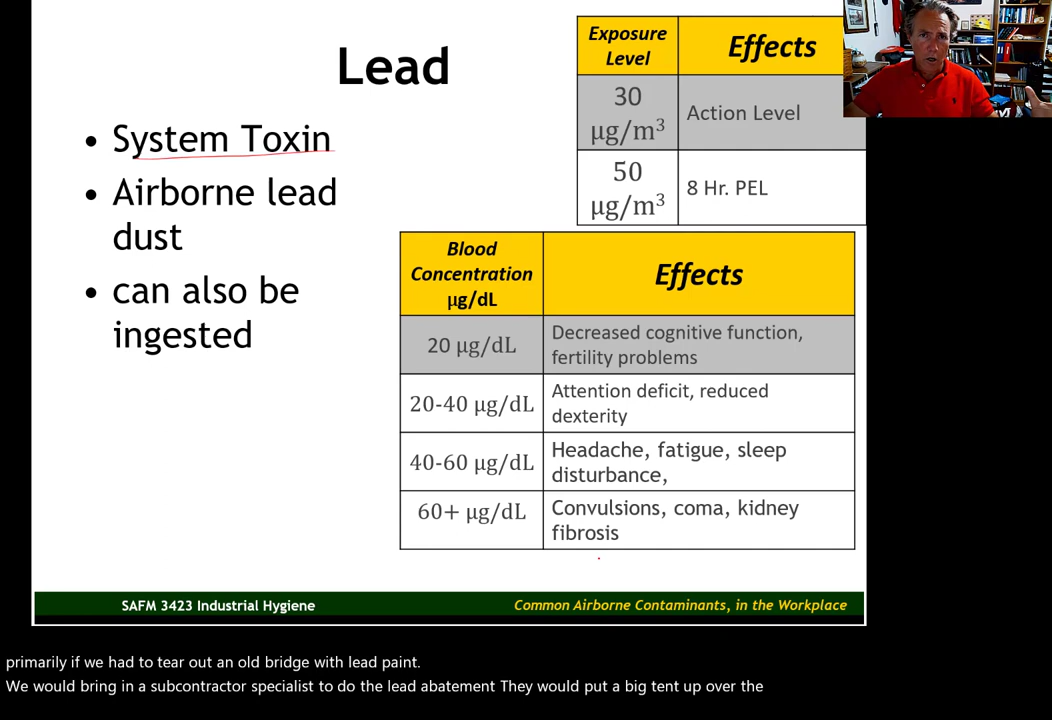 Lead
• System Toxin
• Airborne lead
dust
• can also be
ingested
Exposure
Level
Effects
30
μg/m³
Action Level
50
μg/m³
8 Hr. PEL
Blood
Concentration
μg/dL
Effects
20 μg/dL
Decreased cognitive function,
fertility problems
20-40 μg/dL
Attention deficit, reduced
dexterity
40-60 μg/dL
Headache, fatigue, sleep
disturbance,
60+ μg/dL
Convulsions, coma, kidney
fibrosis
SAFM 3423 Industrial Hygiene
Common Airborne Contaminants, in the Workplace
primarily if we had to tear out an old bridge with lead paint.
We would bring in a subcontractor specialist to do the lead abatement They would put a big tent up over the